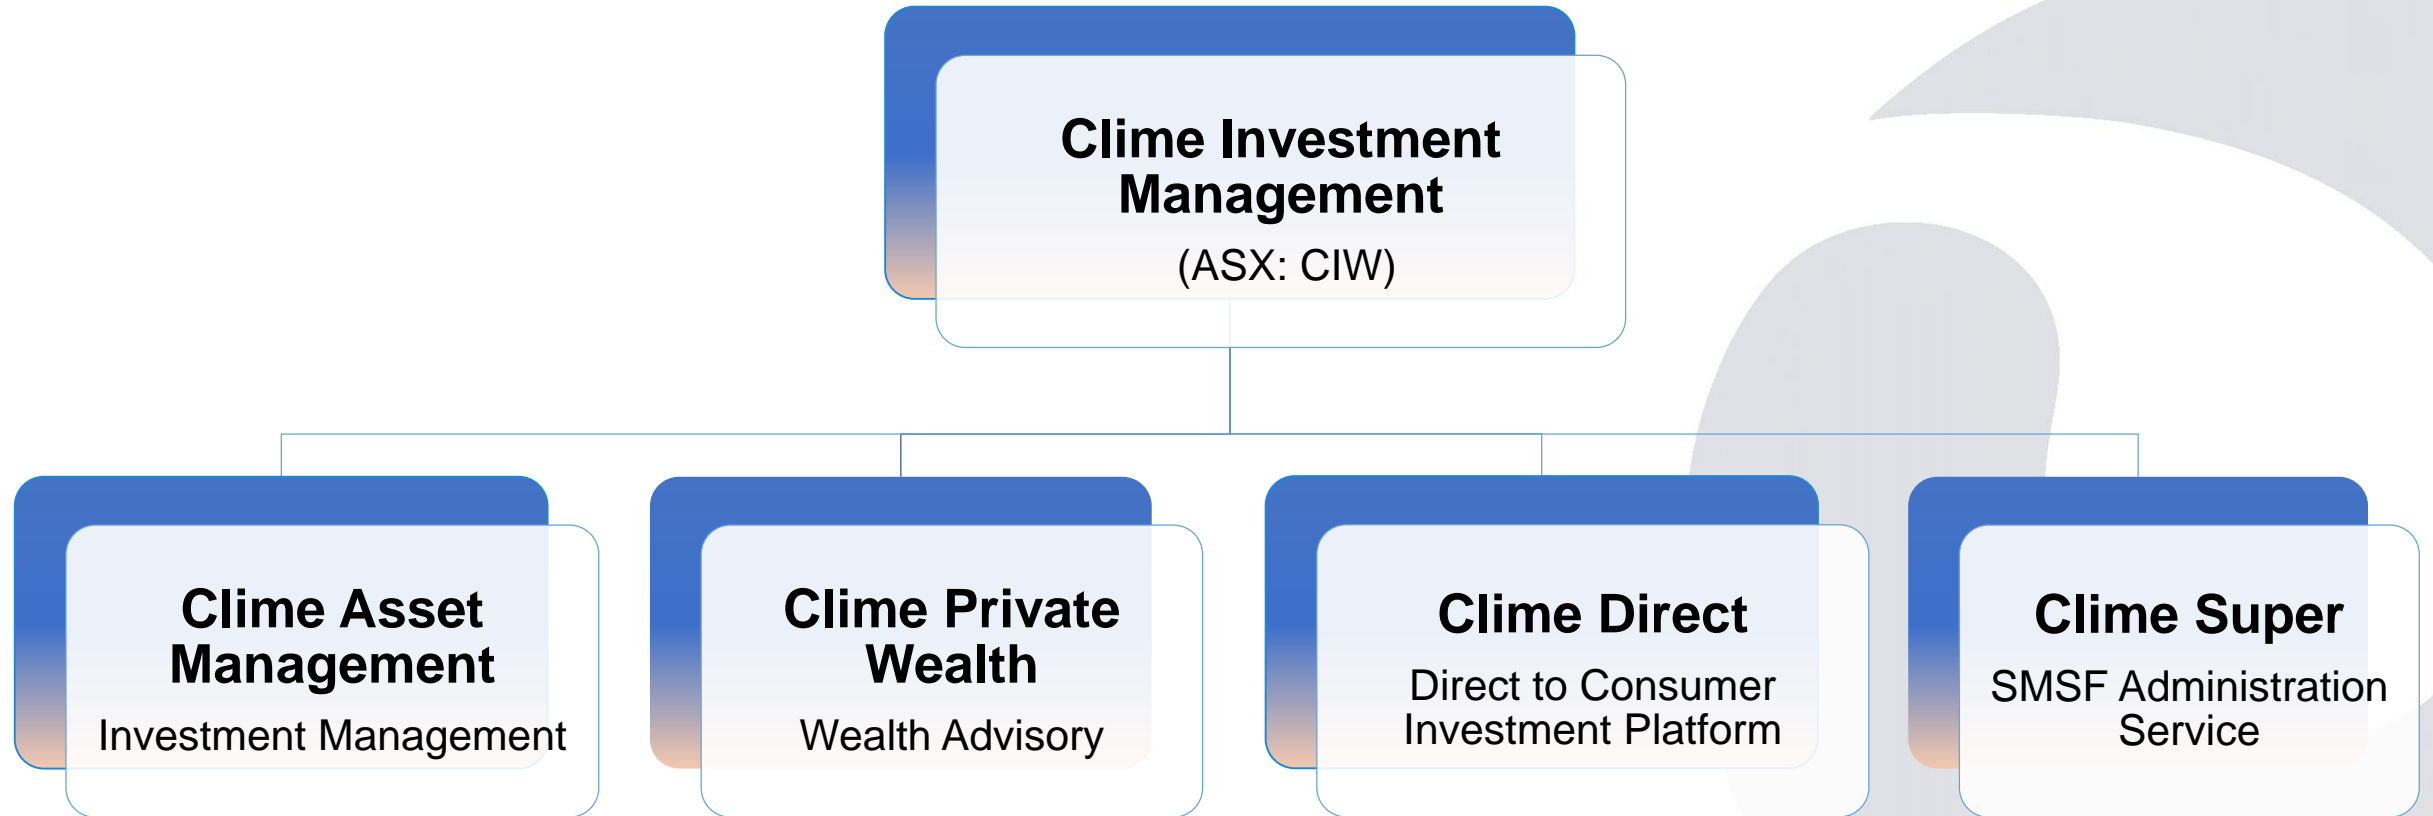 Clime Investment
Management
(ASX: CIW)
Clime Asset
Management
Investment Management
Clime Private
Wealth
Wealth Advisory
Clime Direct
Direct to Consumer
Investment Platform
Clime Super
SMSF Administration
Service